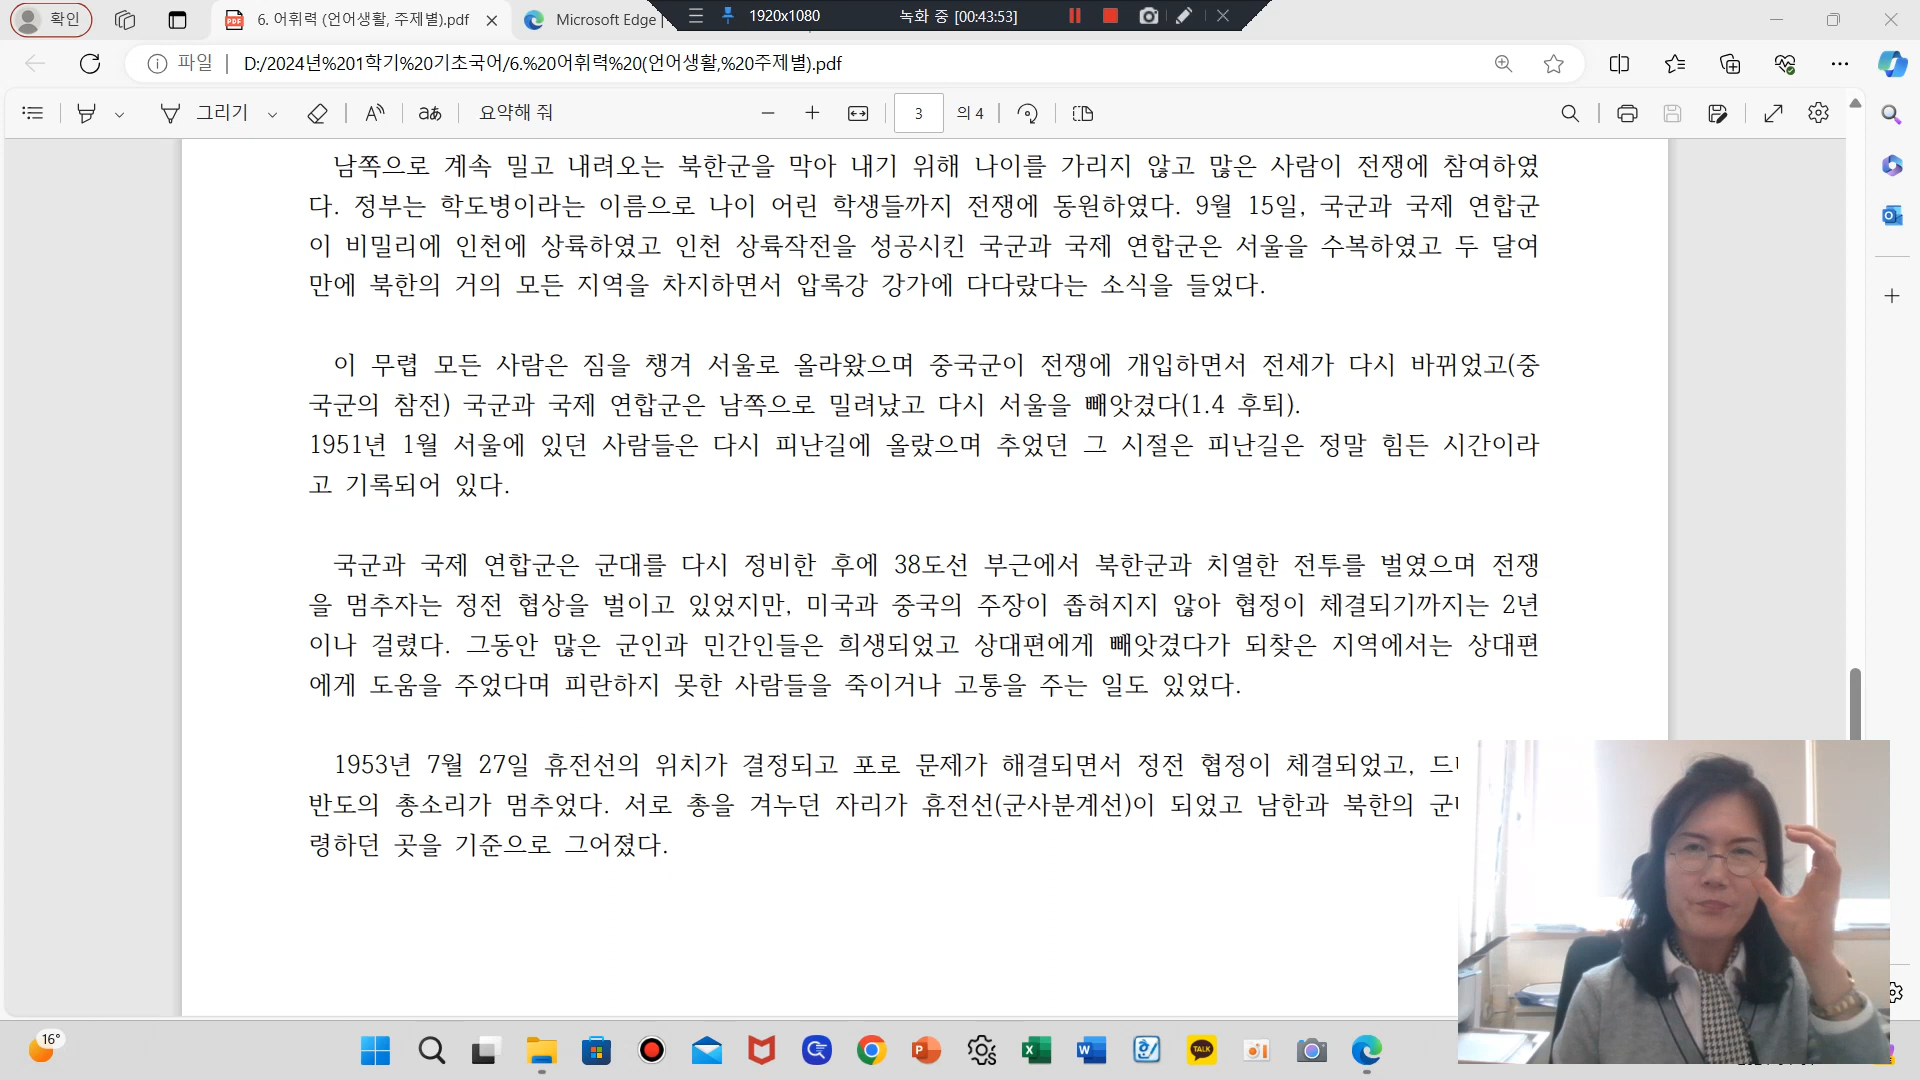 확인
6. 어휘력 (언어생활, 주제별).pdf
Microsoft Edge
1920x1080
녹화 중 [00:43:53]
파일
D:/2024년%201학기%20기초국어/6.%20어휘력%20(언어생활,%20주제별).pdf
그리기
요약해 줘
3
의 4
남쪽으로 계속 밀고 내려오는 북한군을 막아 내기 위해 나이를 가리지 않고 많은 사람이 전쟁에 참여하였
다. 정부는 학도병이라는 이름으로 나이 어린 학생들까지 전쟁에 동원하였다. 9월 15일, 국군과 국제 연합군
이 비밀리에 인천에 상륙하였고 인천 상륙작전을 성공시킨 국군과 국제 연합군은 서울을 수복하였고 두 달여
만에 북한의 거의 모든 지역을 차지하면서 압록강 강가에 다다랐다는 소식을 들었다.
이 무렵 모든 사람은 짐을 챙겨 서울로 올라왔으며 중국군이 전쟁에 개입하면서 전세가 다시 바뀌었고(중
국군의 참전) 국군과 국제 연합군은 남쪽으로 밀려났고 다시 서울을 빼앗겼다(1.4 후퇴).
1951년 1월 서울에 있던 사람들은 다시 피난길에 올랐으며 추었던 그 시절은 피난길은 정말 힘든 시간이라
고 기록되어 있다.
국군과 국제 연합군은 군대를 다시 정비한 후에 38도선 부근에서 북한군과 치열한 전투를 벌였으며 전쟁
을 멈추자는 정전 협상을 벌이고 있었지만, 미국과 중국의 주장이 좁혀지지 않아 협정이 체결되기까지는 2년
이나 걸렸다. 그동안 많은 군인과 민간인들은 희생되었고 상대편에게 빼앗겼다가 되찾은 지역에서는 상대편
에게 도움을 주었다며 피란하지 못한 사람들을 죽이거나 고통을 주는 일도 있었다.
1953년 7월 27일 휴전선의 위치가 결정되고 포로 문제가 해결되면서 정전 협정이 체결되었고,
반도의 총소리가 멈추었다. 서로 총을 겨누던 자리가 휴전선(군사분계선)이 되었고 남한과 북한의
령하던 곳을 기준으로 그어졌다.
16°
TALK